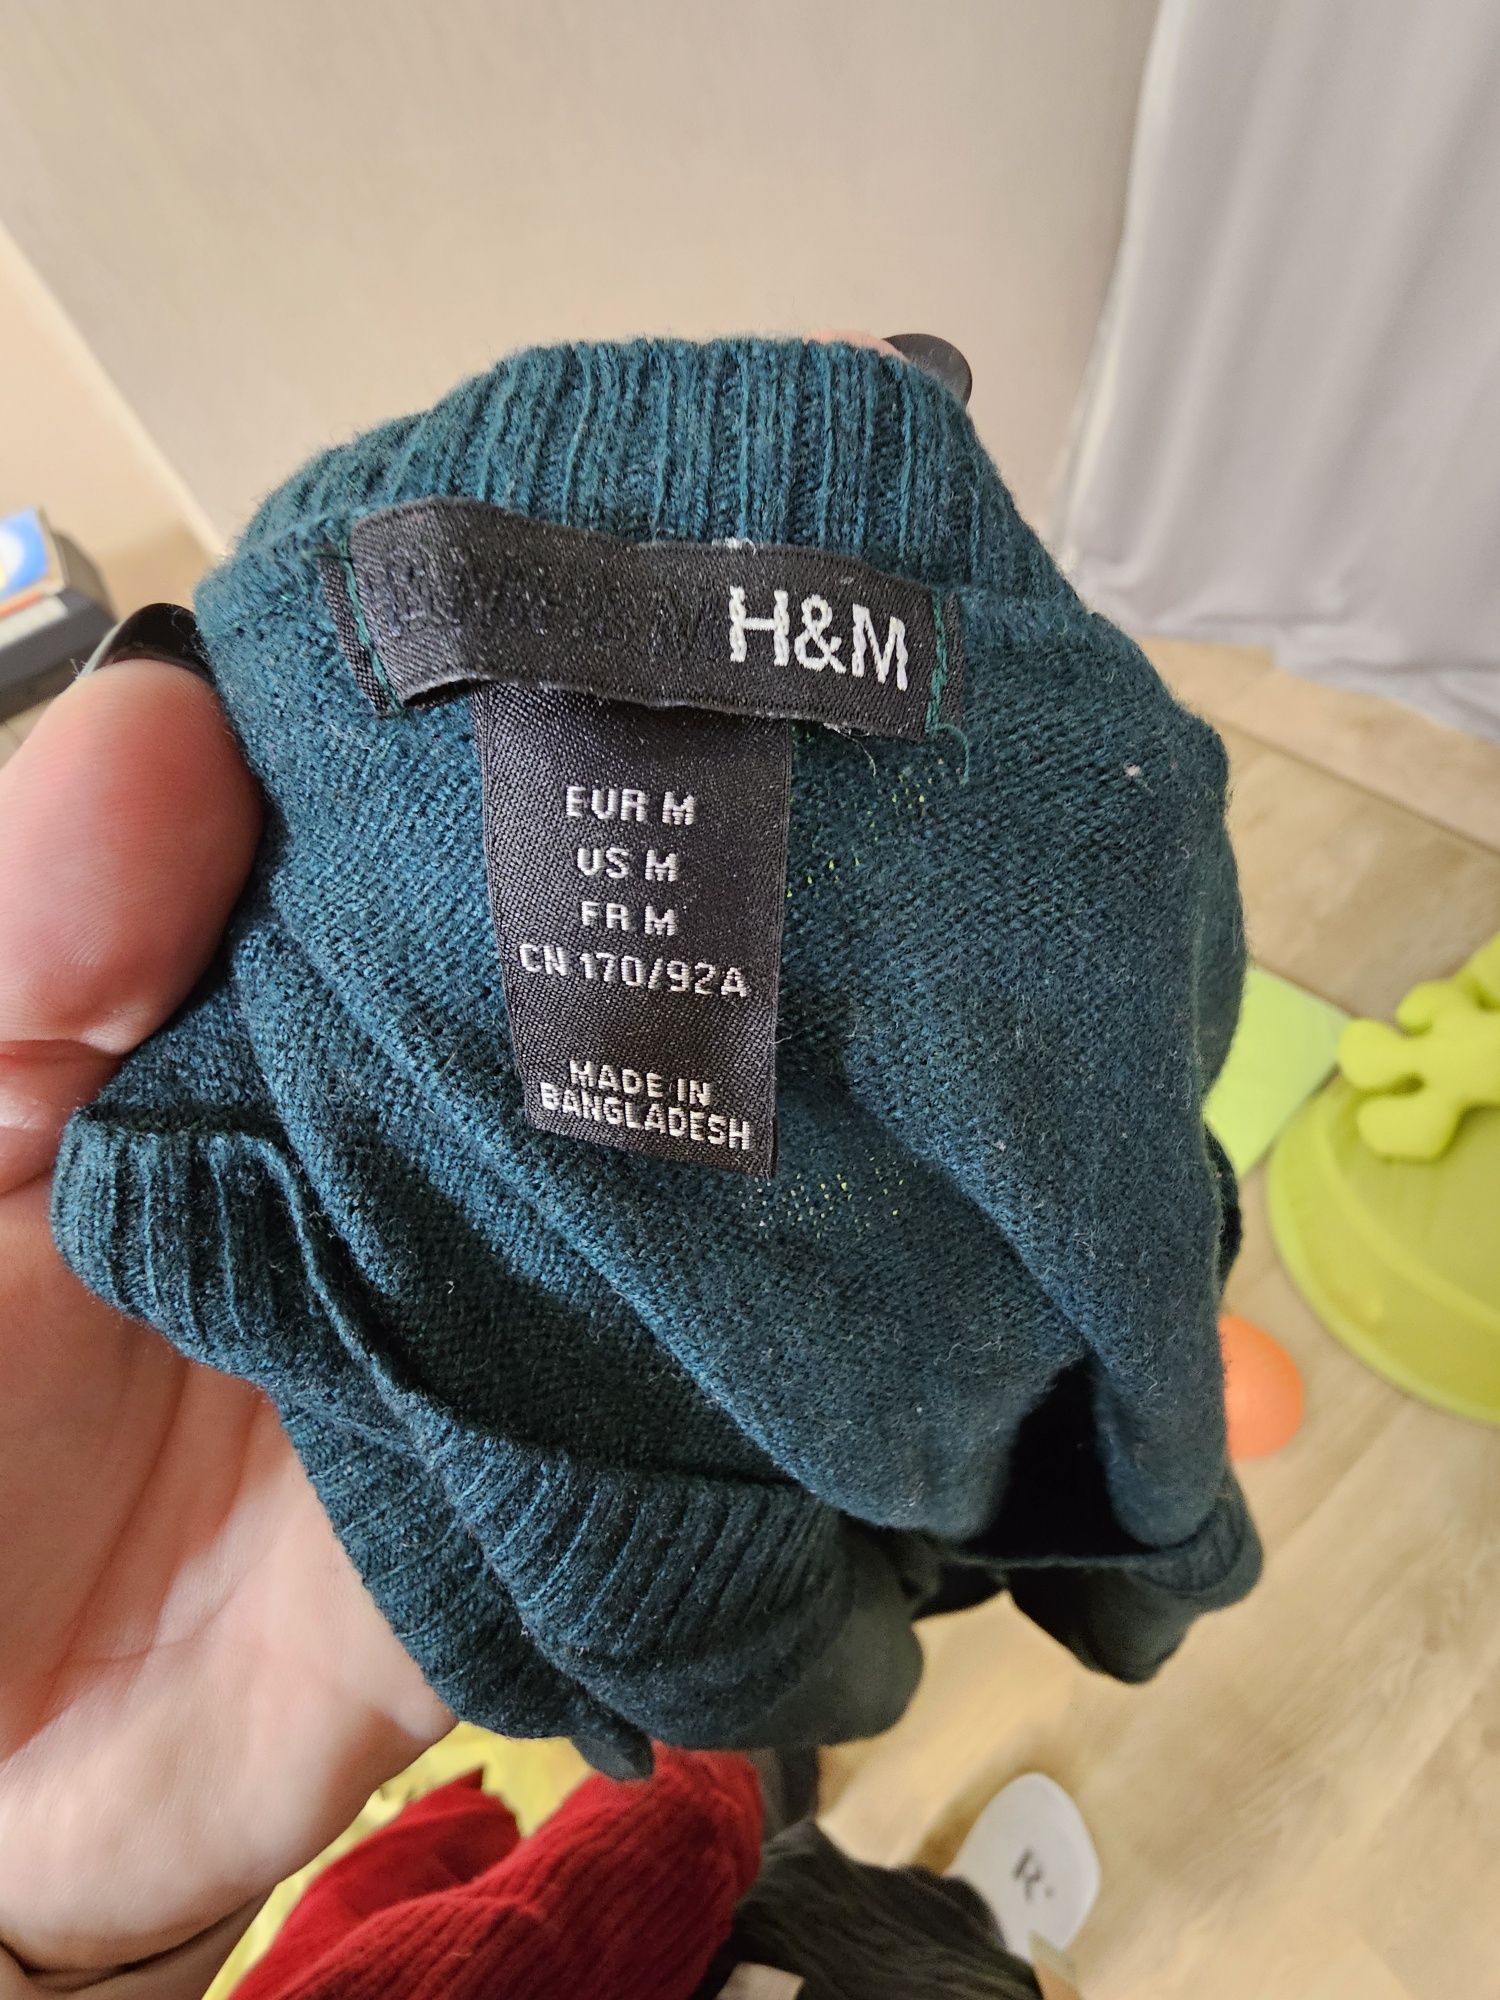 H&M
EUR M
US M
FR M
CN 170/92A
MADE IN
BANGLADESH
R.